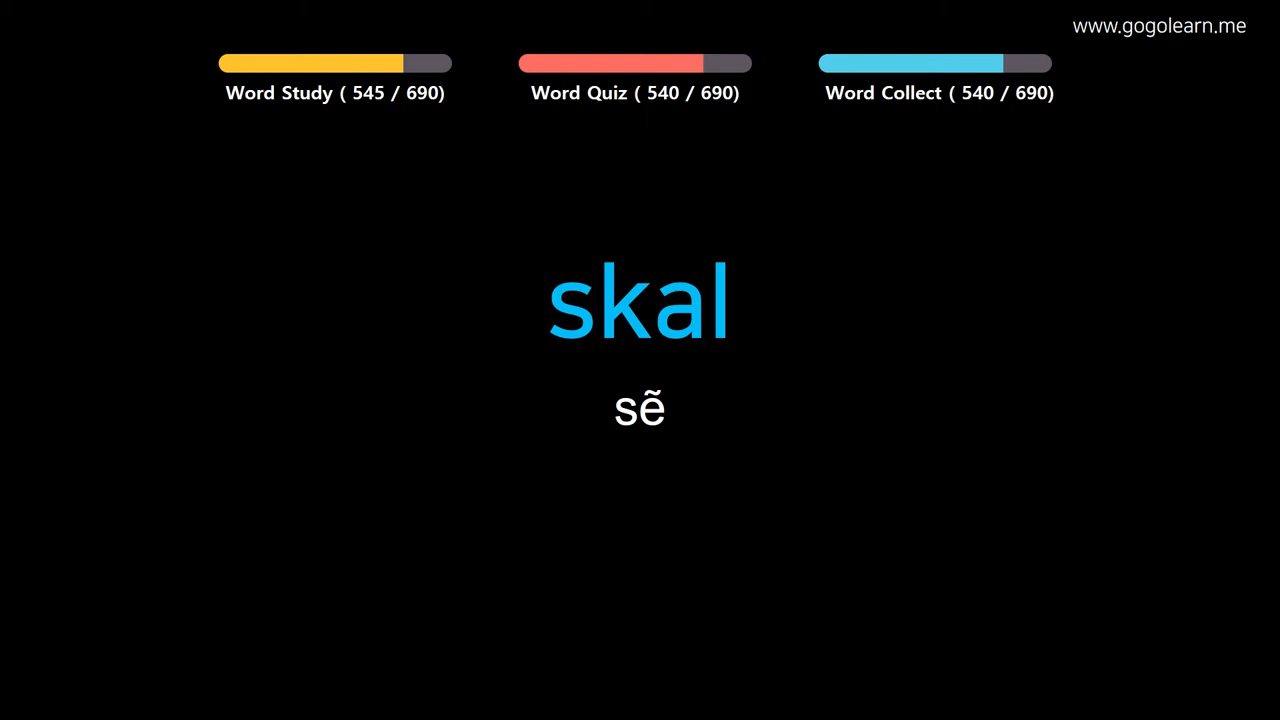 www.gogolearn.me
Word Study ( 545 / 690)
Word Quiz ( 540 / 690)
Word Collect ( 540 / 690)
skal
sẽ